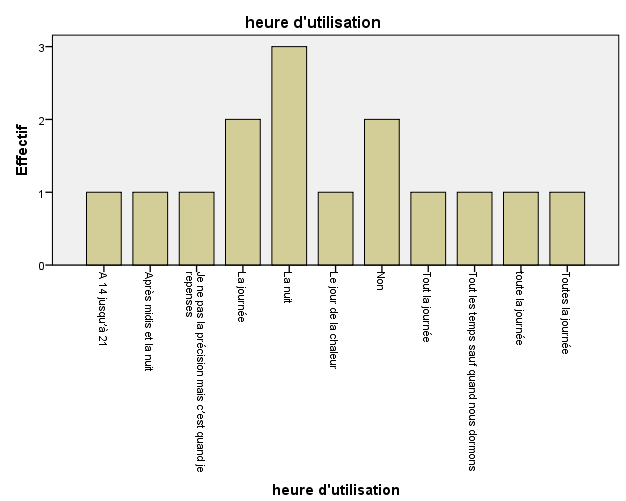 heure d'utilisation
Effectif
3
2
1
0
A 14 jusqu'à 21
Après midis et la nuit
Je ne pas la précision mais c'est quand je
repenses
La journée
La nuit
Le jour de la chaleur
Non
Tout la journée
Tout les temps sauf quand nous dormons
toute la journée
Toutes la journée
heure d'utilisation